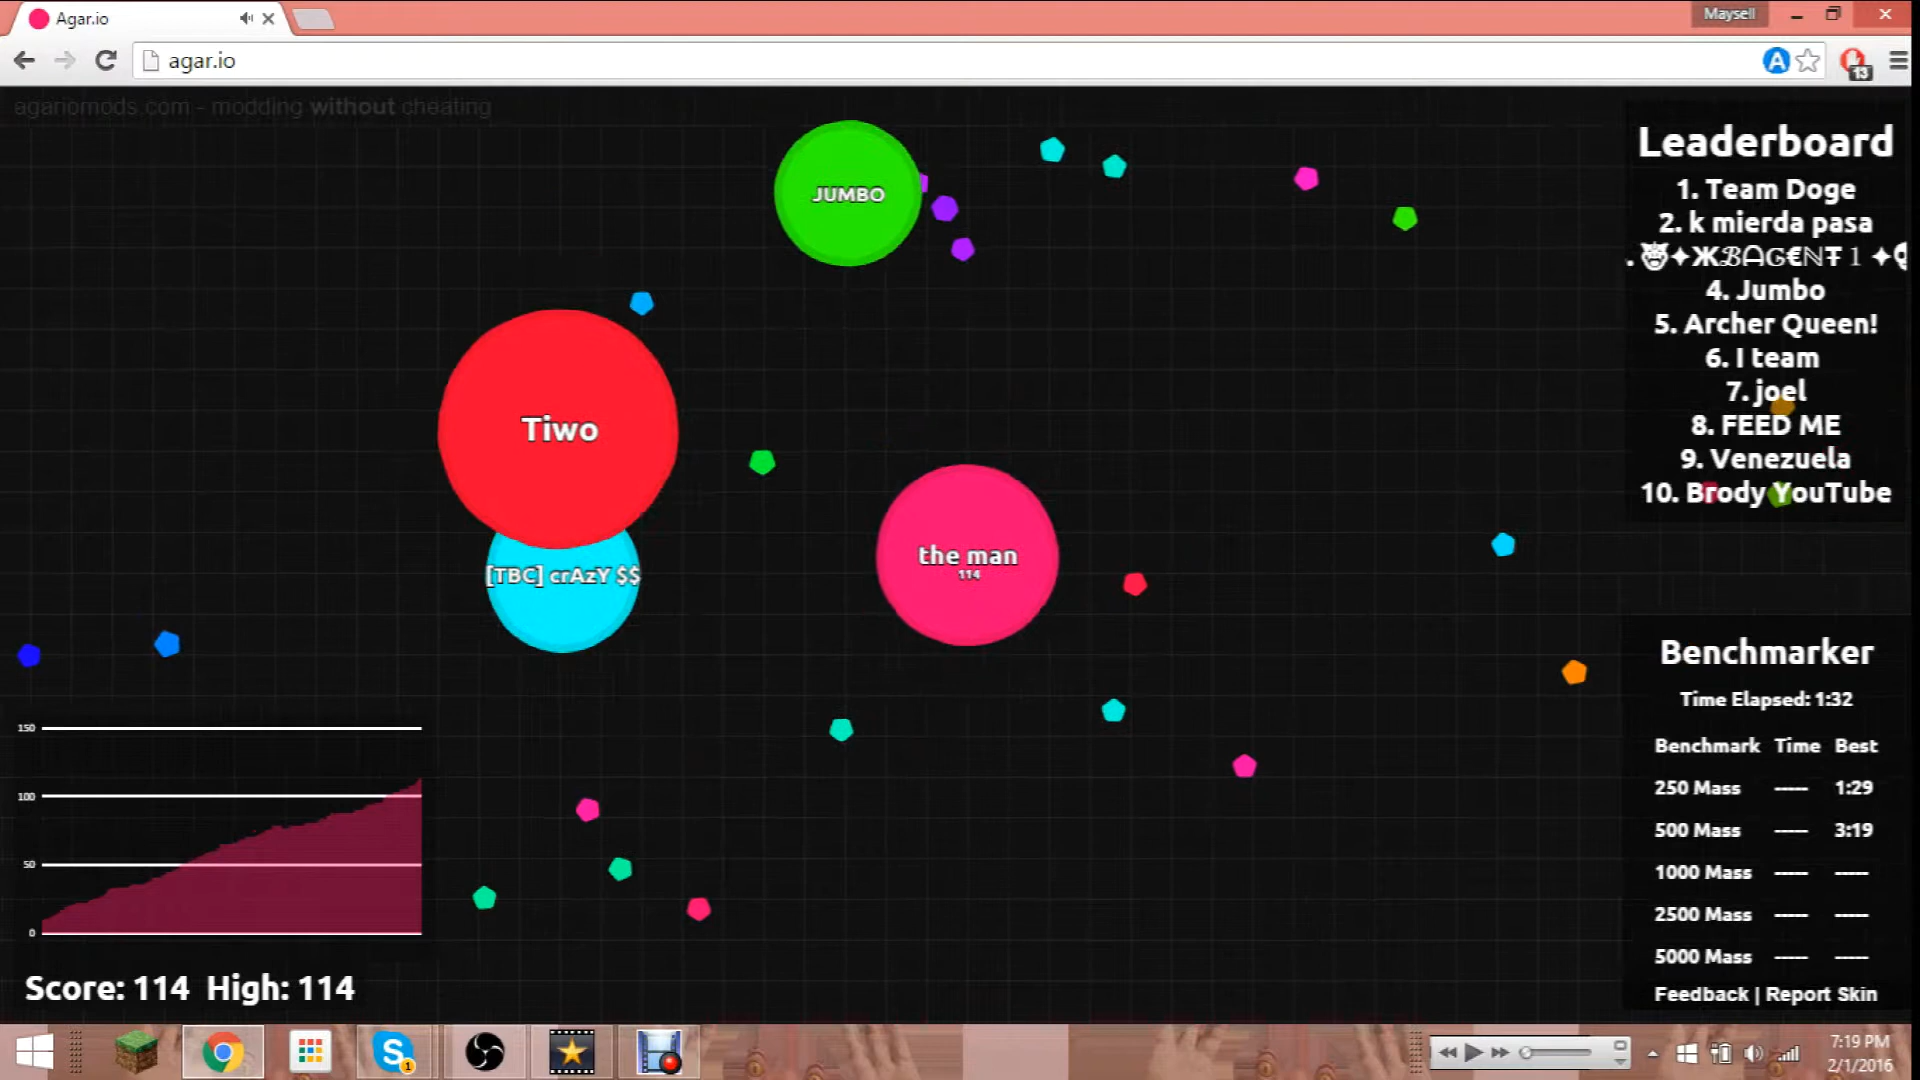 Agar.io
Maysell
agar.io
A
13
agariomods.com - modding without cheating
JUMBO
Tiwo
[TBC] crAzY $$
the man
114
Leaderboard
1. Team Doge
2. k mierda pasa
4. Jumbo
5. Archer Queen!
6. I team
7. joel
8. FEED ME
9. Venezuela
10. Brody YouTube
Benchmarker
Time Elapsed: 1:32
Benchmark Time Best
250 Mass ----- 1:29
500 Mass ----- 3:19
1000 Mass ----- -----
2500 Mass ----- -----
5000 Mass ----- -----
Feedback | Report Skin
150
100
50
0
Score: 114 High: 114
S
1
7:19 PM
2/1/2016